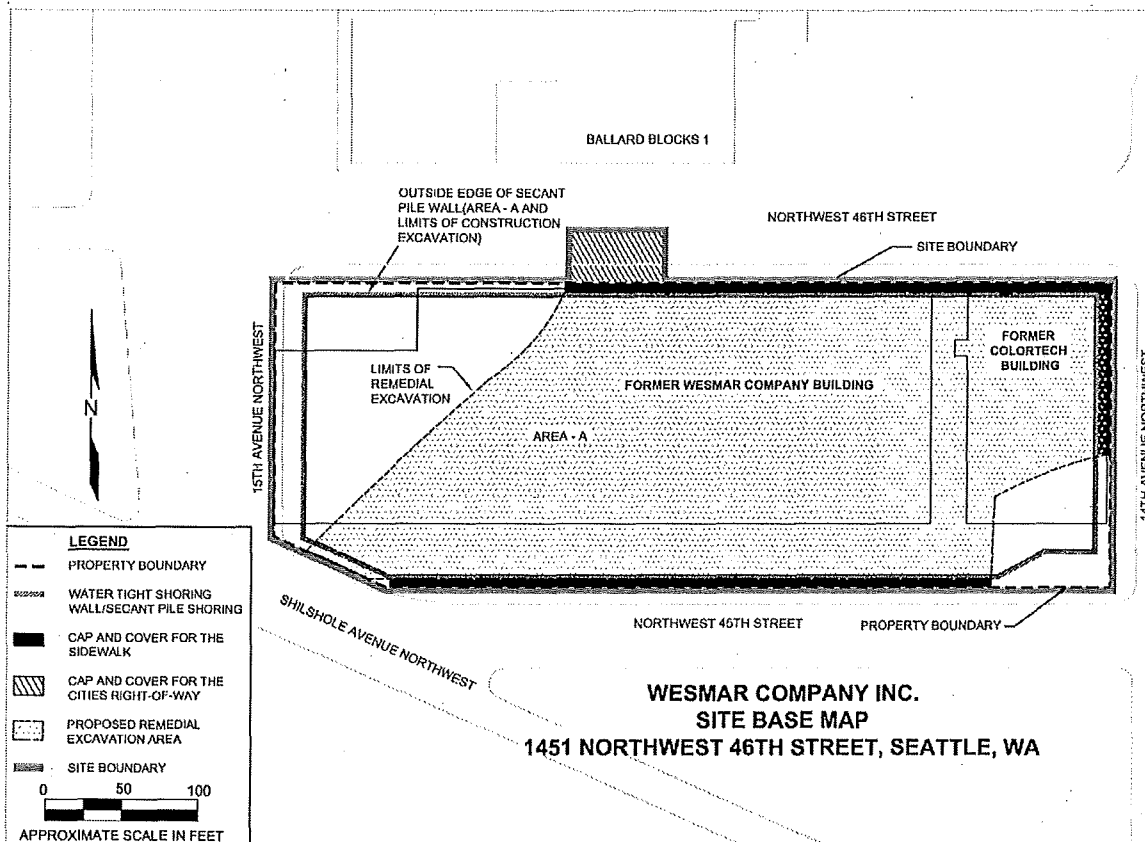 BALLARD BLOCKS 1
OUTSIDE EDGE OF SECANT
PILE WALL(AREA - A AND
LIMITS OF CONSTRUCTION
EXCAVATION)
NORTHWEST 46TH STREET
SITE BOUNDARY
15TH AVENUE NORTHWEST
LIMITS OF
REMEDIAL
EXCAVATION
FORMER WESMAR COMPANY BUILDING
FORMER
COLORTECH
BUILDING
AREA - A
14TH AVENUE NORTHWEST
N
SHILSHOLE AVENUE NORTHWEST
NORTHWEST 45TH STREET
PROPERTY BOUNDARY
WESMAR COMPANY INC.
SITE BASE MAP
1451 NORTHWEST 46TH STREET, SEATTLE, WA
LEGEND
PROPERTY BOUNDARY
WATER TIGHT SHORING
WALL/SECANT PILE SHORING
CAP AND COVER FOR THE
SIDEWALK
CAP AND COVER FOR THE
CITIES RIGHT-OF-WAY
PROPOSED REMEDIAL
EXCAVATION AREA
SITE BOUNDARY
0 50 100
APPROXIMATE SCALE IN FEET